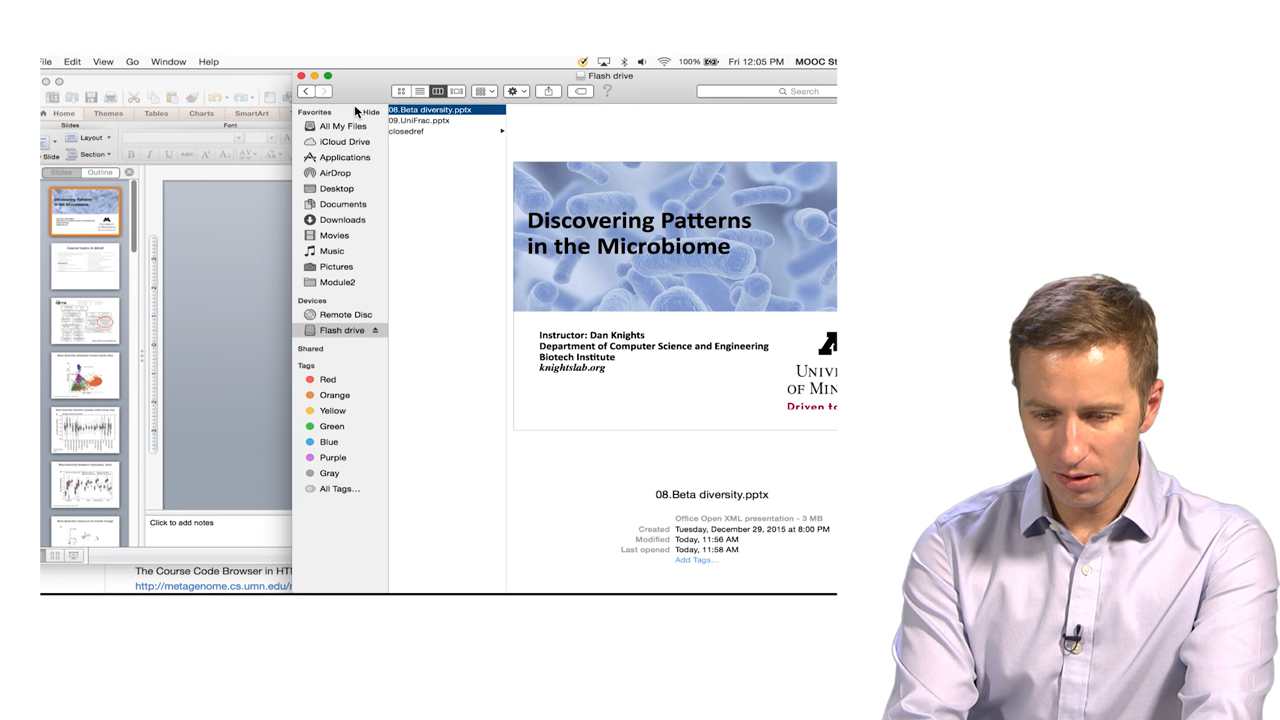 ile Edit View Go Window Help
100% Fri 12:05 PM MOOC St
Flash drive
Search
Home Themes Tables Charts SmartArt
Slides Font
Layout
Slide Section
B I U ABC
Slides Outline
Click to add notes
The Course Code Browser in HT
http://metagenome.cs.umn.edu/
Favorites Hide
All My Files
iCloud Drive
Applications
AirDrop
Desktop
Documents
Downloads
Movies
Music
Pictures
Module2
Devices
Remote Disc
Flash drive
Shared
Tags
Red
Orange
Yellow
Green
Blue
Purple
Gray
All Tags...
08.Beta diversity.pptx
09.UniFrac.pptx
closedref
Discovering Patterns
in the Microbiome
Instructor: Dan Knights
Department of Computer Science and Engineering
Biotech Institute
knightslab.org
UNIV
OF MIN
Driven to
08.Beta diversity.pptx
Office Open XML presentation - 3 MB
Created Tuesday, December 29, 2015 at 8:00 PM
Modified Today, 11:56 AM
Last opened Today, 11:58 AM
Add Tags...